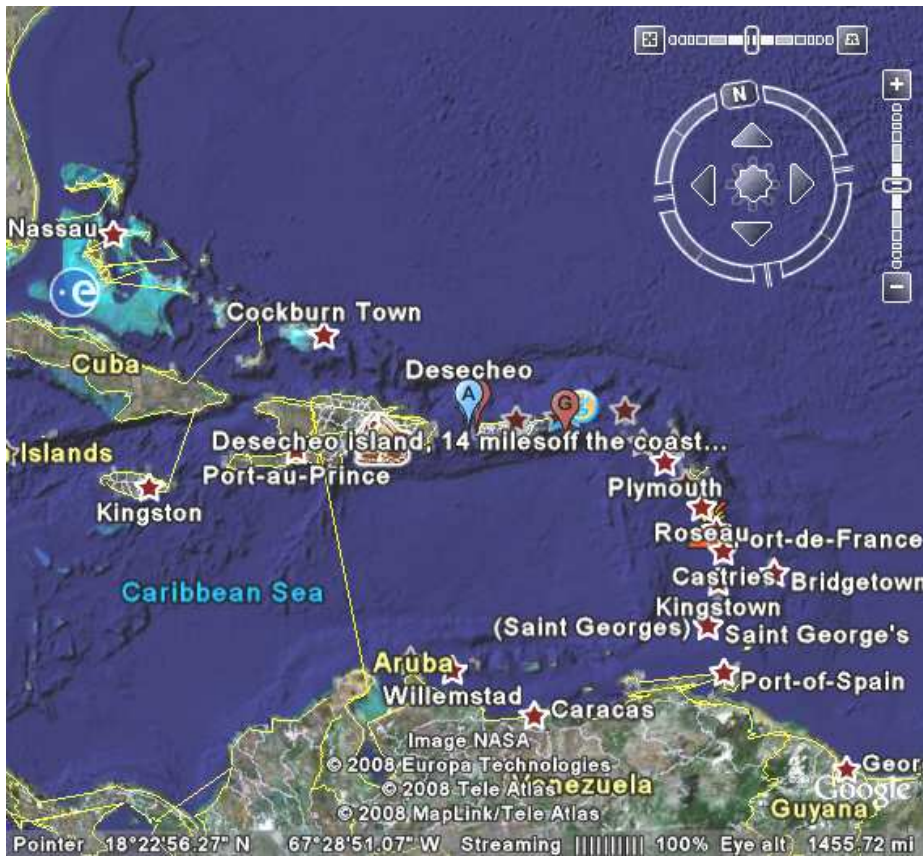 N
Nassau
e
Cockburn Town
Cuba
Desecheo
A
G
Desecheo island, 14 milesoff the coast...
Islands
Port-au-Prince
Kingston
Plymouth
Roseau
ort-de-France
Caribbean Sea
Castries
Bridgetown
Kingstown
(Saint Georges)
Saint George's
Aruba
Willemstad
Port-of-Spain
Caracas
Image NASA
© 2008 Europa Technologies
Geor
© 2008 Tele Atlas
nezuela
Google
© 2008 MapLink/Tele Atlas
Guyana
Pointer 18°22'56.27" N 67°28'51.07" W Streaming |||||||||| 100% Eye alt 1455.72 mi